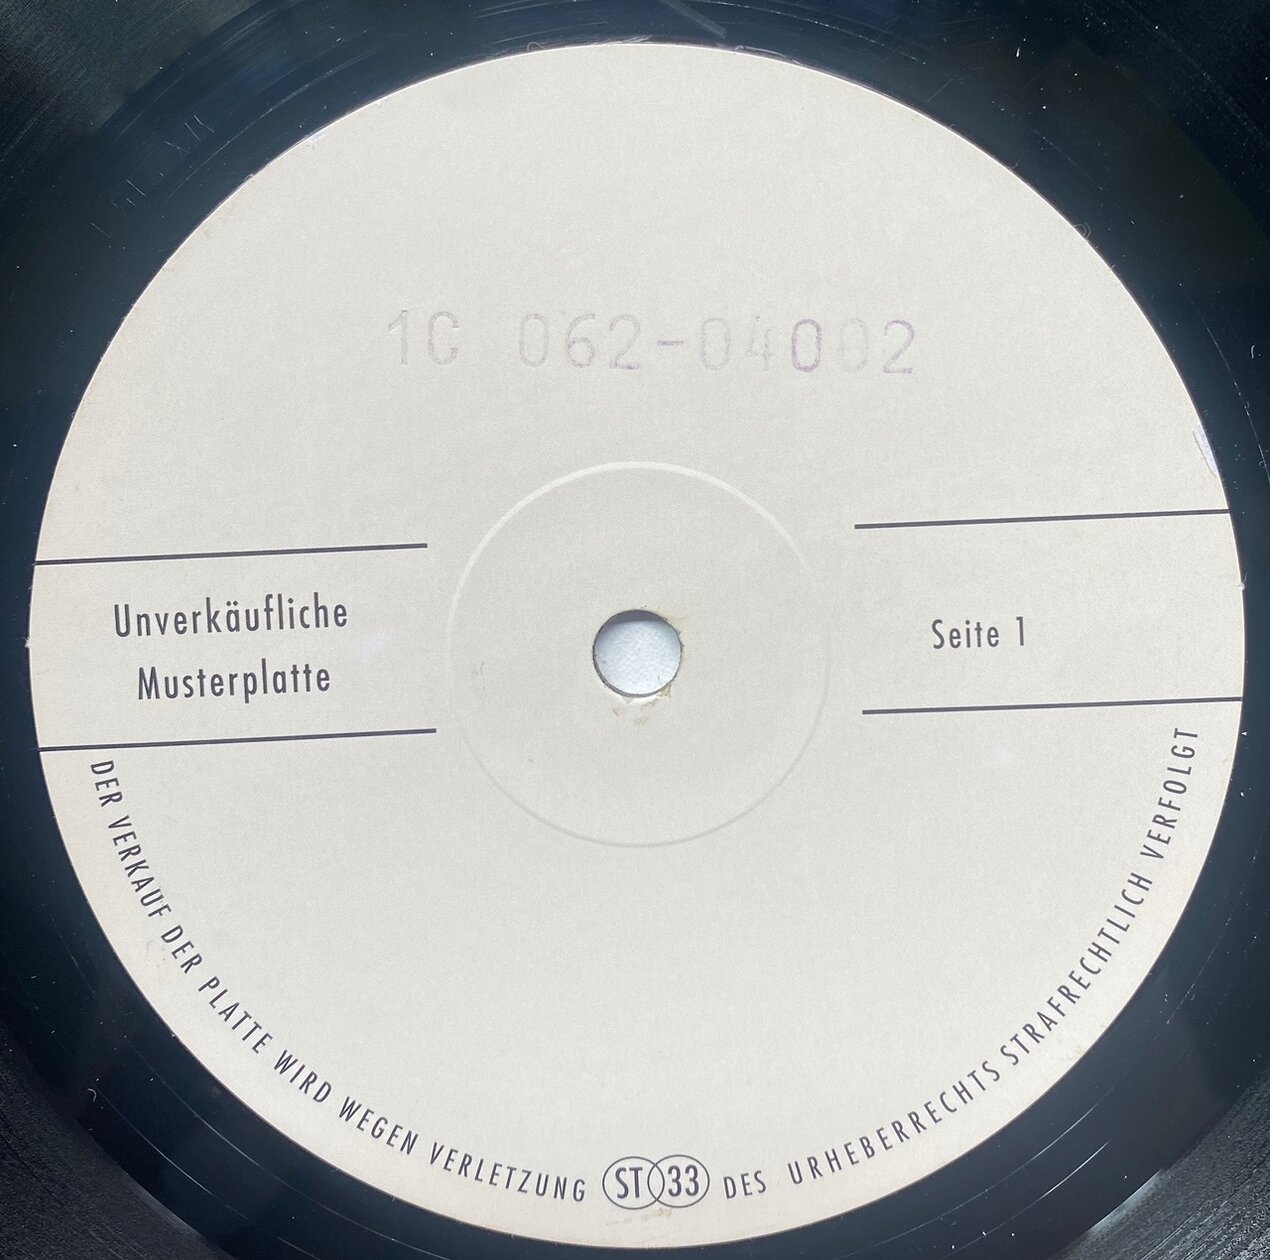 1C 062-04002
Unverkäufliche
Musterplatte
Seite 1
DER VERKAUF DER PLATTE WIRD WEGEN VERLETZUNG ST 33 DES URHEBERRECHTS STRAFRECHTLICH VERFOLGT